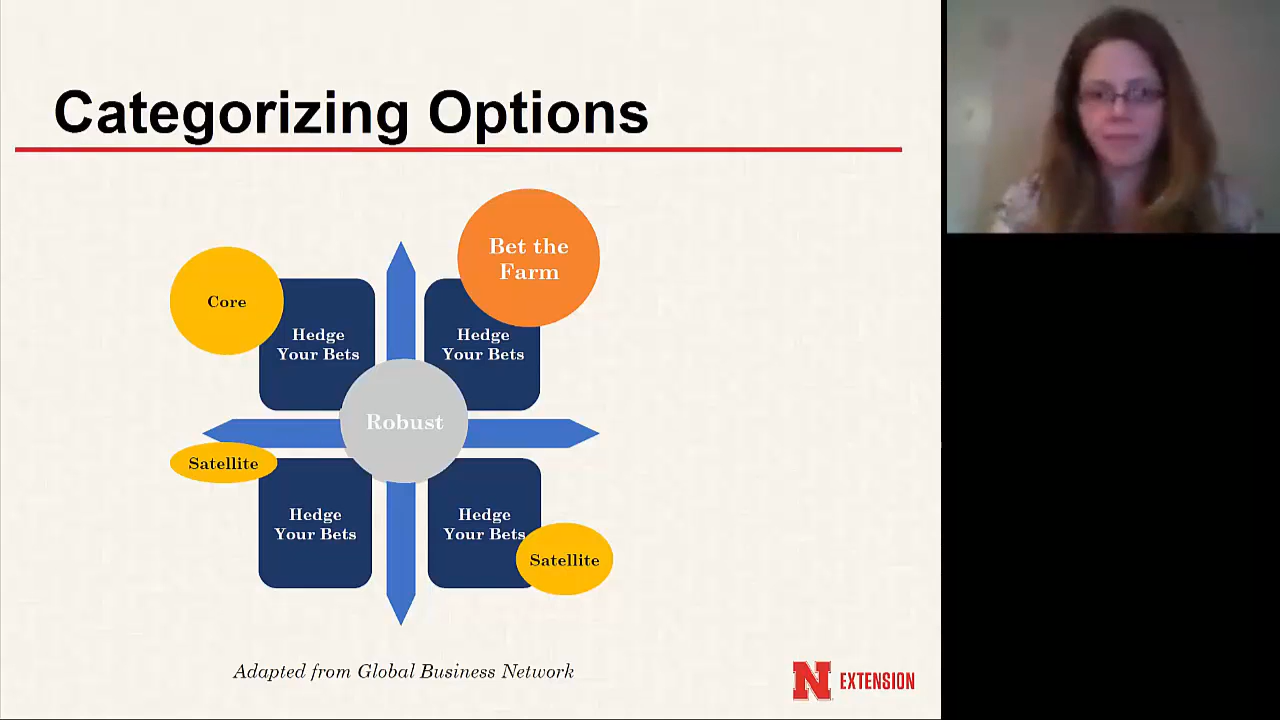 Categorizing Options
Bet the
Farm
Core
Hedge
Your Bets
Hedge
Your Bets
Robust
Satellite
Hedge
Your Bets
Hedge
Your Bets
Satellite
Adapted from Global Business Network
N EXTENSION